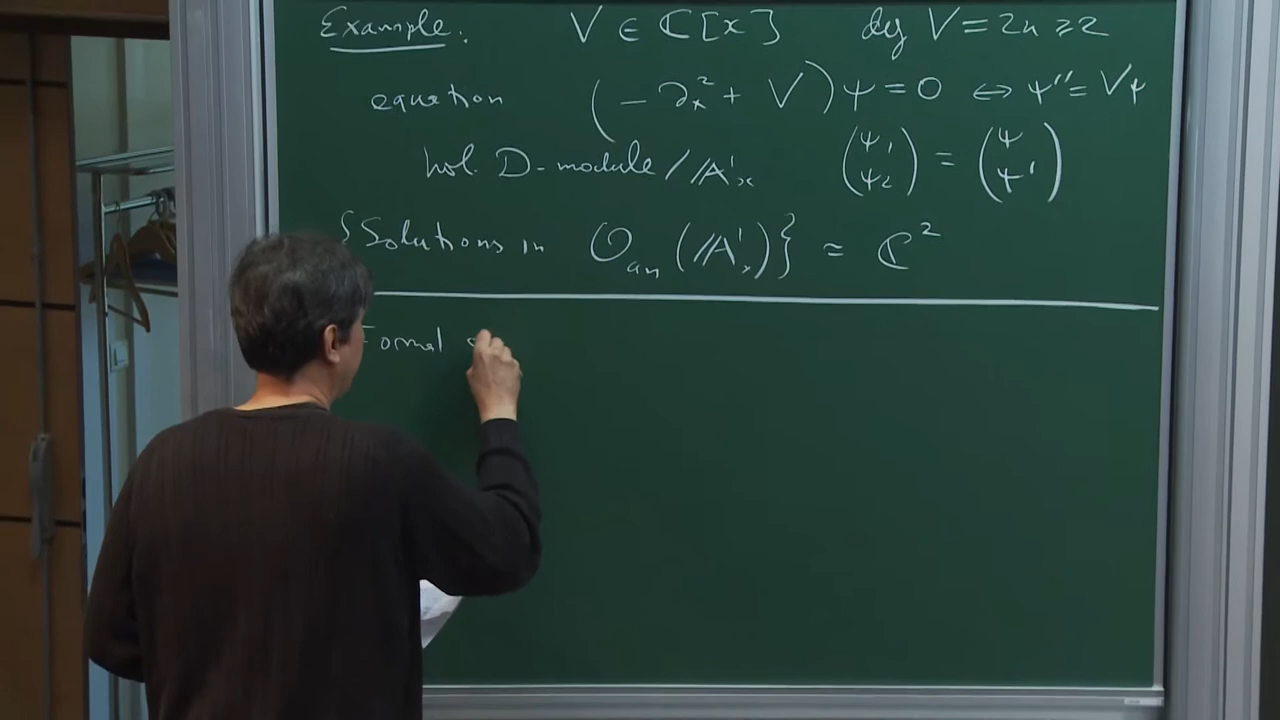 Example. V ∈ ℂ[x] deg V = 2n ≥ 2
equation (− ∂ₓ² + V)ψ = 0 ⇔ ψ'' = Vψ
hol. D-module / 𝔸¹ₓ (ψ₁ ψ₂) = (ψ ψ')
{Solutions in 𝒪ₐₙ(𝔸¹ₓ)} ≃ ℂ²
Formal